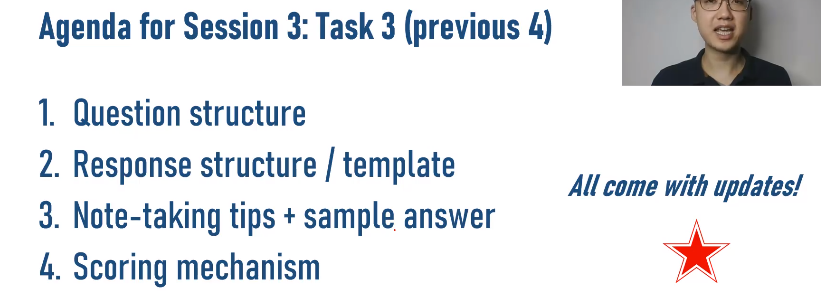 Agenda for Session 3: Task 3 (previous 4)
1. Question structure
2. Response structure / template
3. Note-taking tips + sample answer
4. Scoring mechanism
All come with updates!